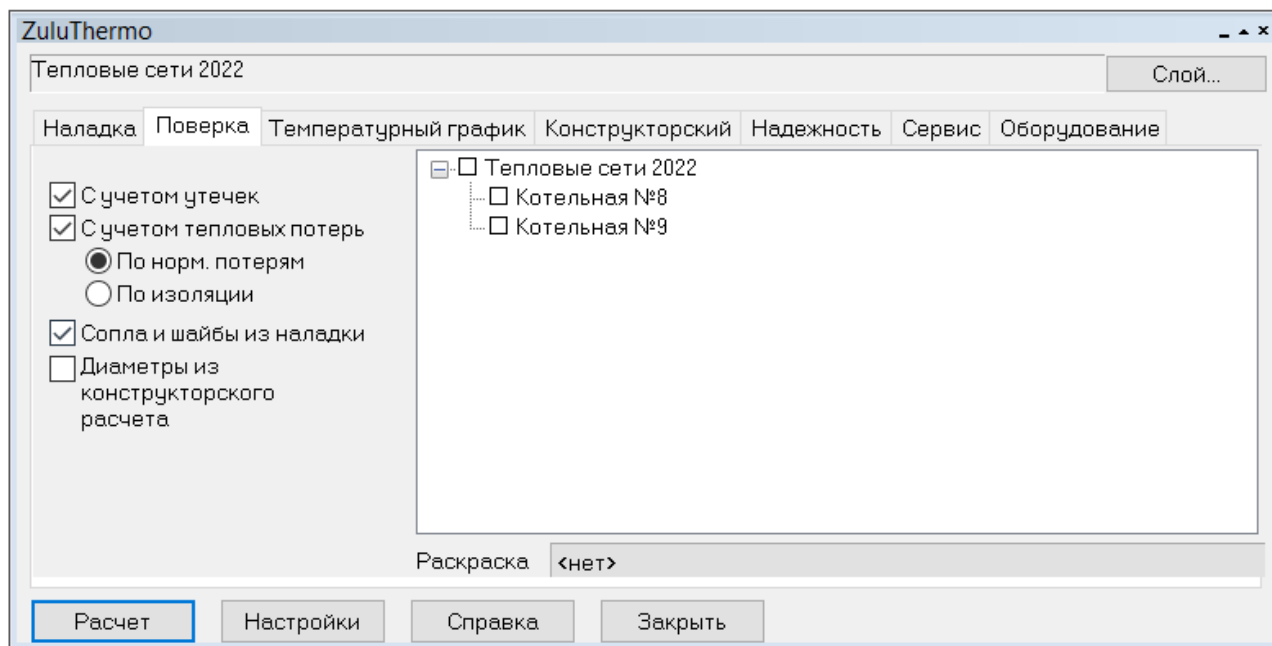 ZuluThermo
Тепловые сети 2022
Слой...
Наладка Поверка Температурный график Конструкторский Надежность Сервис Оборудование
С учетом утечек
С учетом тепловых потерь
По норм. потерям
По изоляции
Сопла и шайбы из наладки
Диаметры из
конструкторского
расчета
Тепловые сети 2022
Котельная №8
Котельная №9
Раскраска <нет>
Расчет Настройки Справка Закрыть